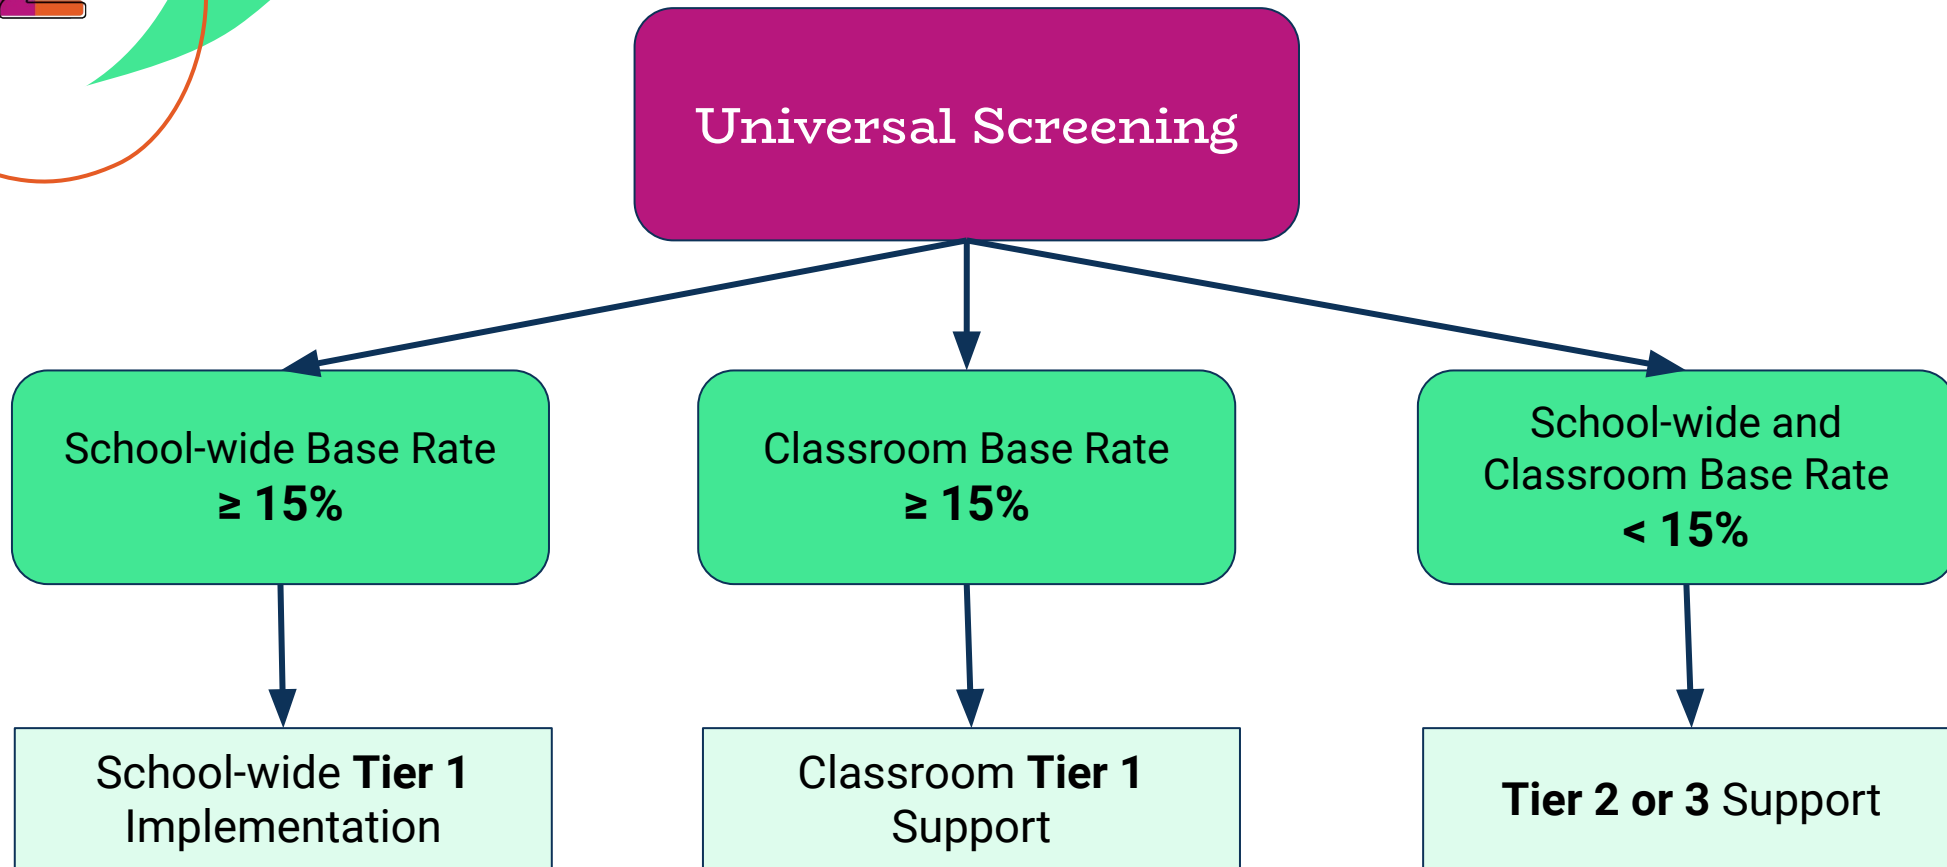 Universal Screening
School-wide Base Rate
≥ 15%
Classroom Base Rate
≥ 15%
School-wide and
Classroom Base Rate
< 15%
School-wide Tier 1
Implementation
Classroom Tier 1
Support
Tier 2 or 3 Support